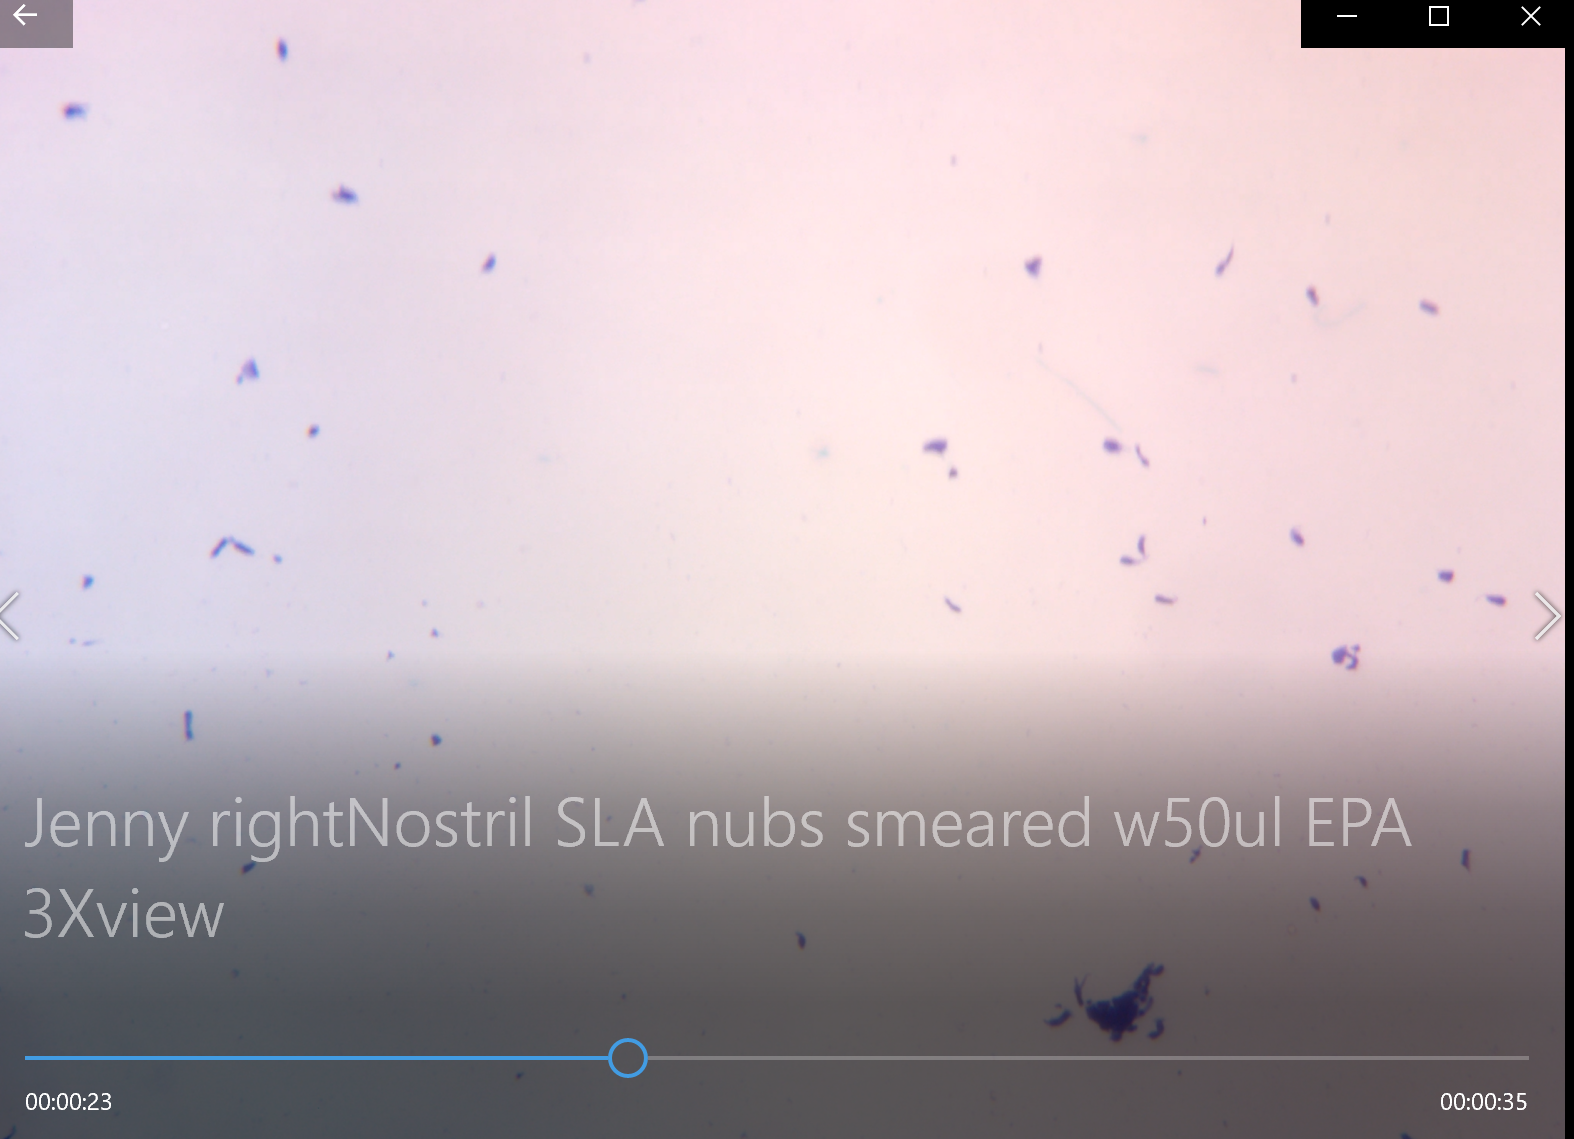 Jenny rightNostril SLA nubs smeared w50ul EPA
3Xview
00:00:23
00:00:35